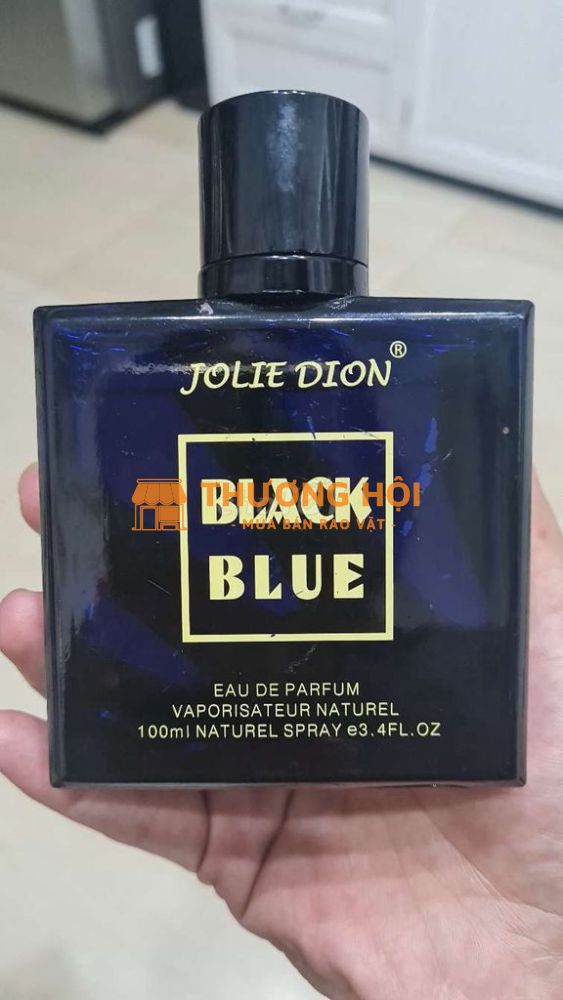 JOLIE DION®
BLACK
THƯƠNG HỘI
- MUA BÁN RAO VẶT -
BLUE
EAU DE PARFUM
VAPORISATEUR NATUREL
100ml NATUREL SPRAY e3.4FL.OZ